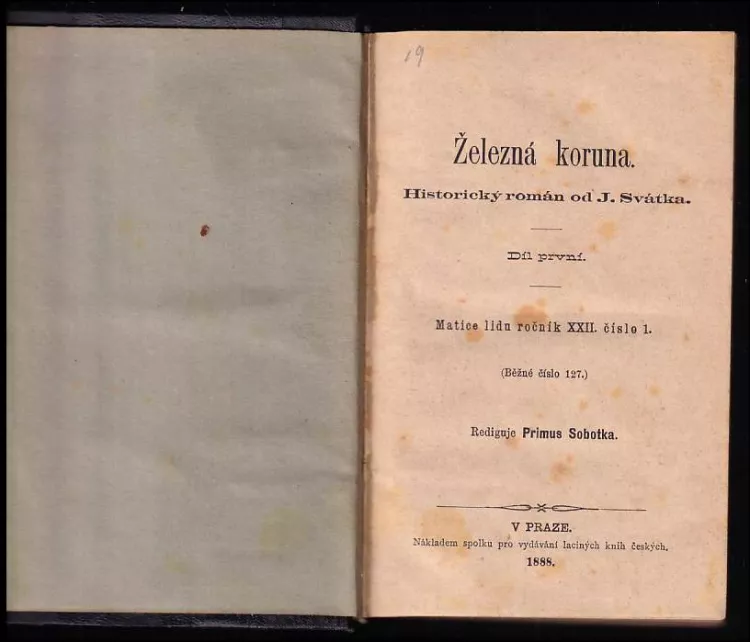 19
Železná koruna.
Historický román od J. Svátka.
Díl první.
Matice lidu ročník XXII. číslo 1.
(Běžné číslo 127.)
Rediguje Primus Sobotka.
V PRAZE.
Nákladem spolku pro vydávání laciných knih českých.
1888.